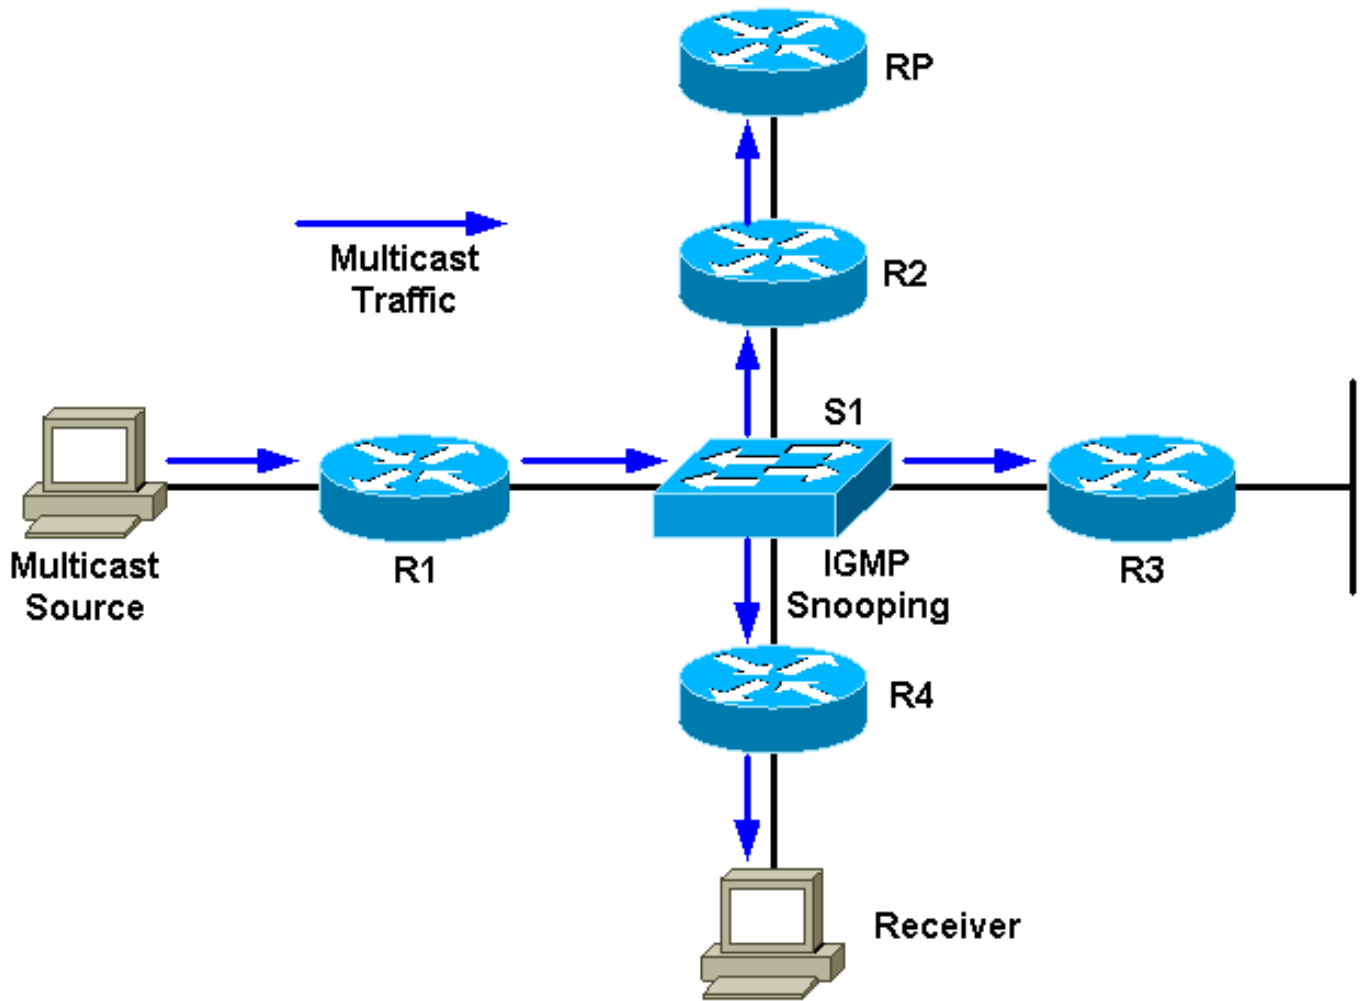 RP
Multicast
Traffic
R2
S1
Multicast
Source
R1
IGMP
Snooping
R3
R4
Receiver